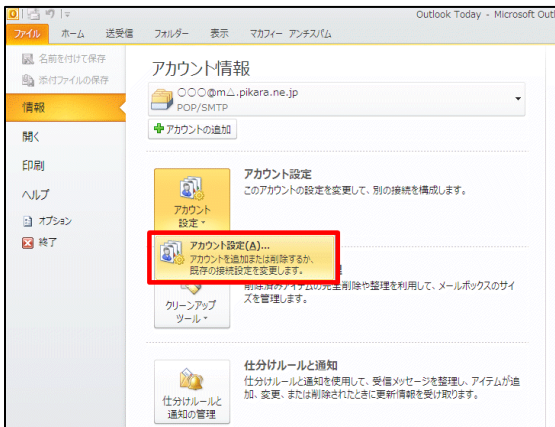 Outlook Today - Microsoft Outl
ファイル ホーム 送受信 フォルダー 表示 マカフィー アンチスパム
名前を付けて保存
添付ファイルの保存
情報
開く
印刷
ヘルプ
オプション
終了
アカウント情報
○○○@m△.pikara.ne.jp
POP/SMTP
アカウントの追加
アカウント
設定
アカウント設定
このアカウントの設定を変更して、別の接続を構成します。
アカウント設定(A)...
アカウントを追加または削除するか、
既存の接続設定を変更します。
クリーンアップ
ツール
削除済みアイテムの完全削除や整理を利用して、メールボックスのサイ
ズを管理します。
仕分けルールと
通知の管理
仕分けルールと通知
仕分けルールと通知を使用して、受信メッセージを整理し、アイテムが追
加、変更、または削除されたときに更新情報を受け取ります。